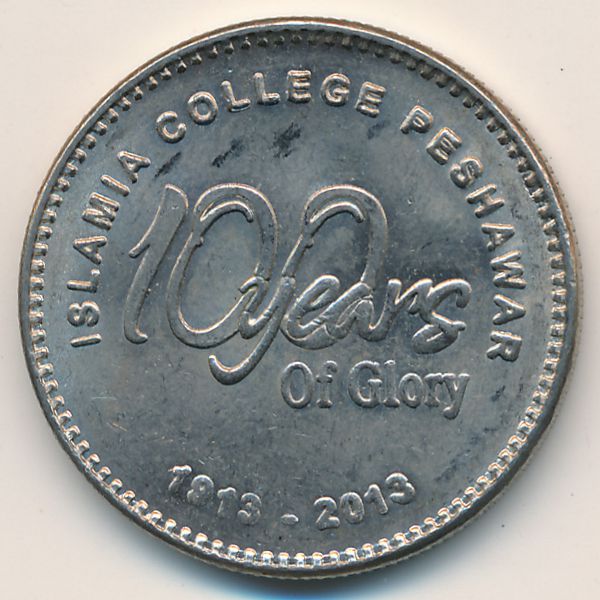 ISLAMIA COLLEGE PESHAWAR
100 years
Of Glory
1913 - 2013